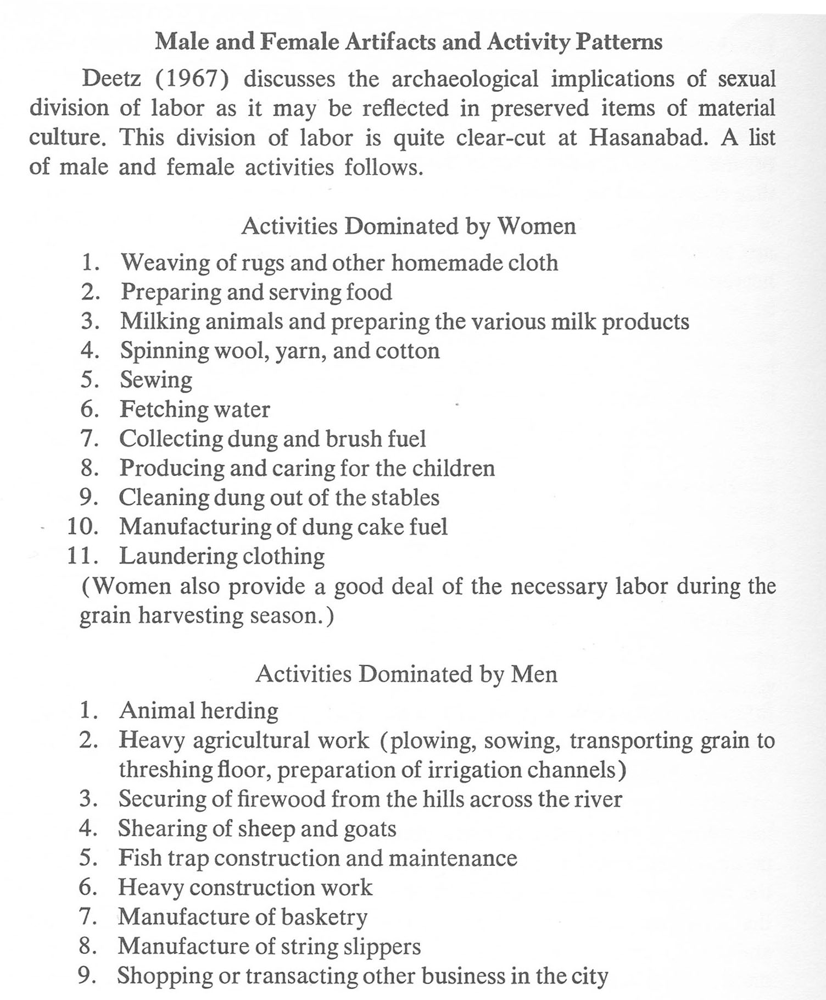 Male and Female Artifacts and Activity Patterns
Deetz (1967) discusses the archaeological implications of sexual
division of labor as it may be reflected in preserved items of material
culture. This division of labor is quite clear-cut at Hasanabad. A list
of male and female activities follows.
Activities Dominated by Women
1. Weaving of rugs and other homemade cloth
2. Preparing and serving food
3. Milking animals and preparing the various milk products
4. Spinning wool, yarn, and cotton
5. Sewing
6. Fetching water
7. Collecting dung and brush fuel
8. Producing and caring for the children
9. Cleaning dung out of the stables
10. Manufacturing of dung cake fuel
11. Laundering clothing
(Women also provide a good deal of the necessary labor during the
grain harvesting season.)
Activities Dominated by Men
1. Animal herding
2. Heavy agricultural work (plowing, sowing, transporting grain to
threshing floor, preparation of irrigation channels)
3. Securing of firewood from the hills across the river
4. Shearing of sheep and goats
5. Fish trap construction and maintenance
6. Heavy construction work
7. Manufacture of basketry
8. Manufacture of string slippers
9. Shopping or transacting other business in the city